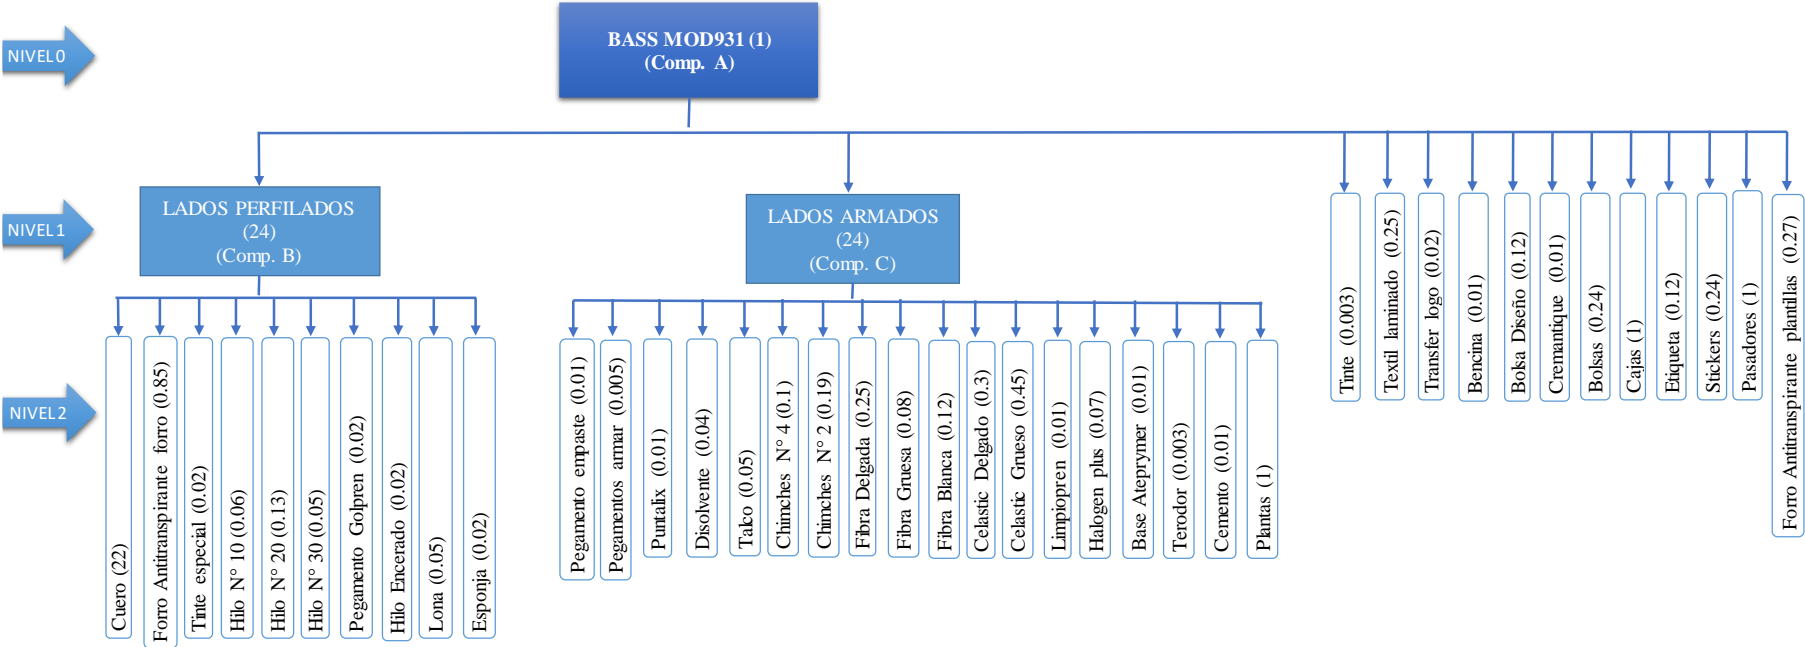 NIVEL 0
BASS MOD931 (1)
(Comp. A)
NIVEL 1
LADOS PERFILADOS
(24)
(Comp. B)
LADOS ARMADOS
(24)
(Comp. C)
Tinte (0.003)
Textil laminado (0.25)
Transfer logo (0.02)
Bencina (0.01)
Bolsa Diseño (0.12)
Cremantique (0.01)
Bolsas (0.24)
Cajas (1)
Etiqueta (0.12)
Stickers (0.24)
Pasadores (1)
Forro Antitranspirante plantillas (0.27)
NIVEL 2
Cuero (22)
Forro Antitranspirante forro (0.85)
Tinte especial (0.02)
Hilo N° 10 (0.06)
Hilo N° 20 (0.13)
Hilo N° 30 (0.05)
Pegamento Golpren (0.02)
Hilo Encerado (0.02)
Lona (0.05)
Esponja (0.02)
Pegamento empaste (0.01)
Pegamentos armar (0.005)
Puntalix (0.01)
Disolvente (0.04)
Talco (0.05)
Chimches N° 4 (0.1)
Chimches N° 2 (0.19)
Fibra Delgada (0.25)
Fibra Gruesa (0.08)
Fibra Blanca (0.12)
Celastic Delgado (0.3)
Celastic Grueso (0.45)
Limpiopren (0.01)
Halogen plus (0.07)
Base Ateprymer (0.01)
Terodor (0.003)
Cemento (0.01)
Plantas (1)